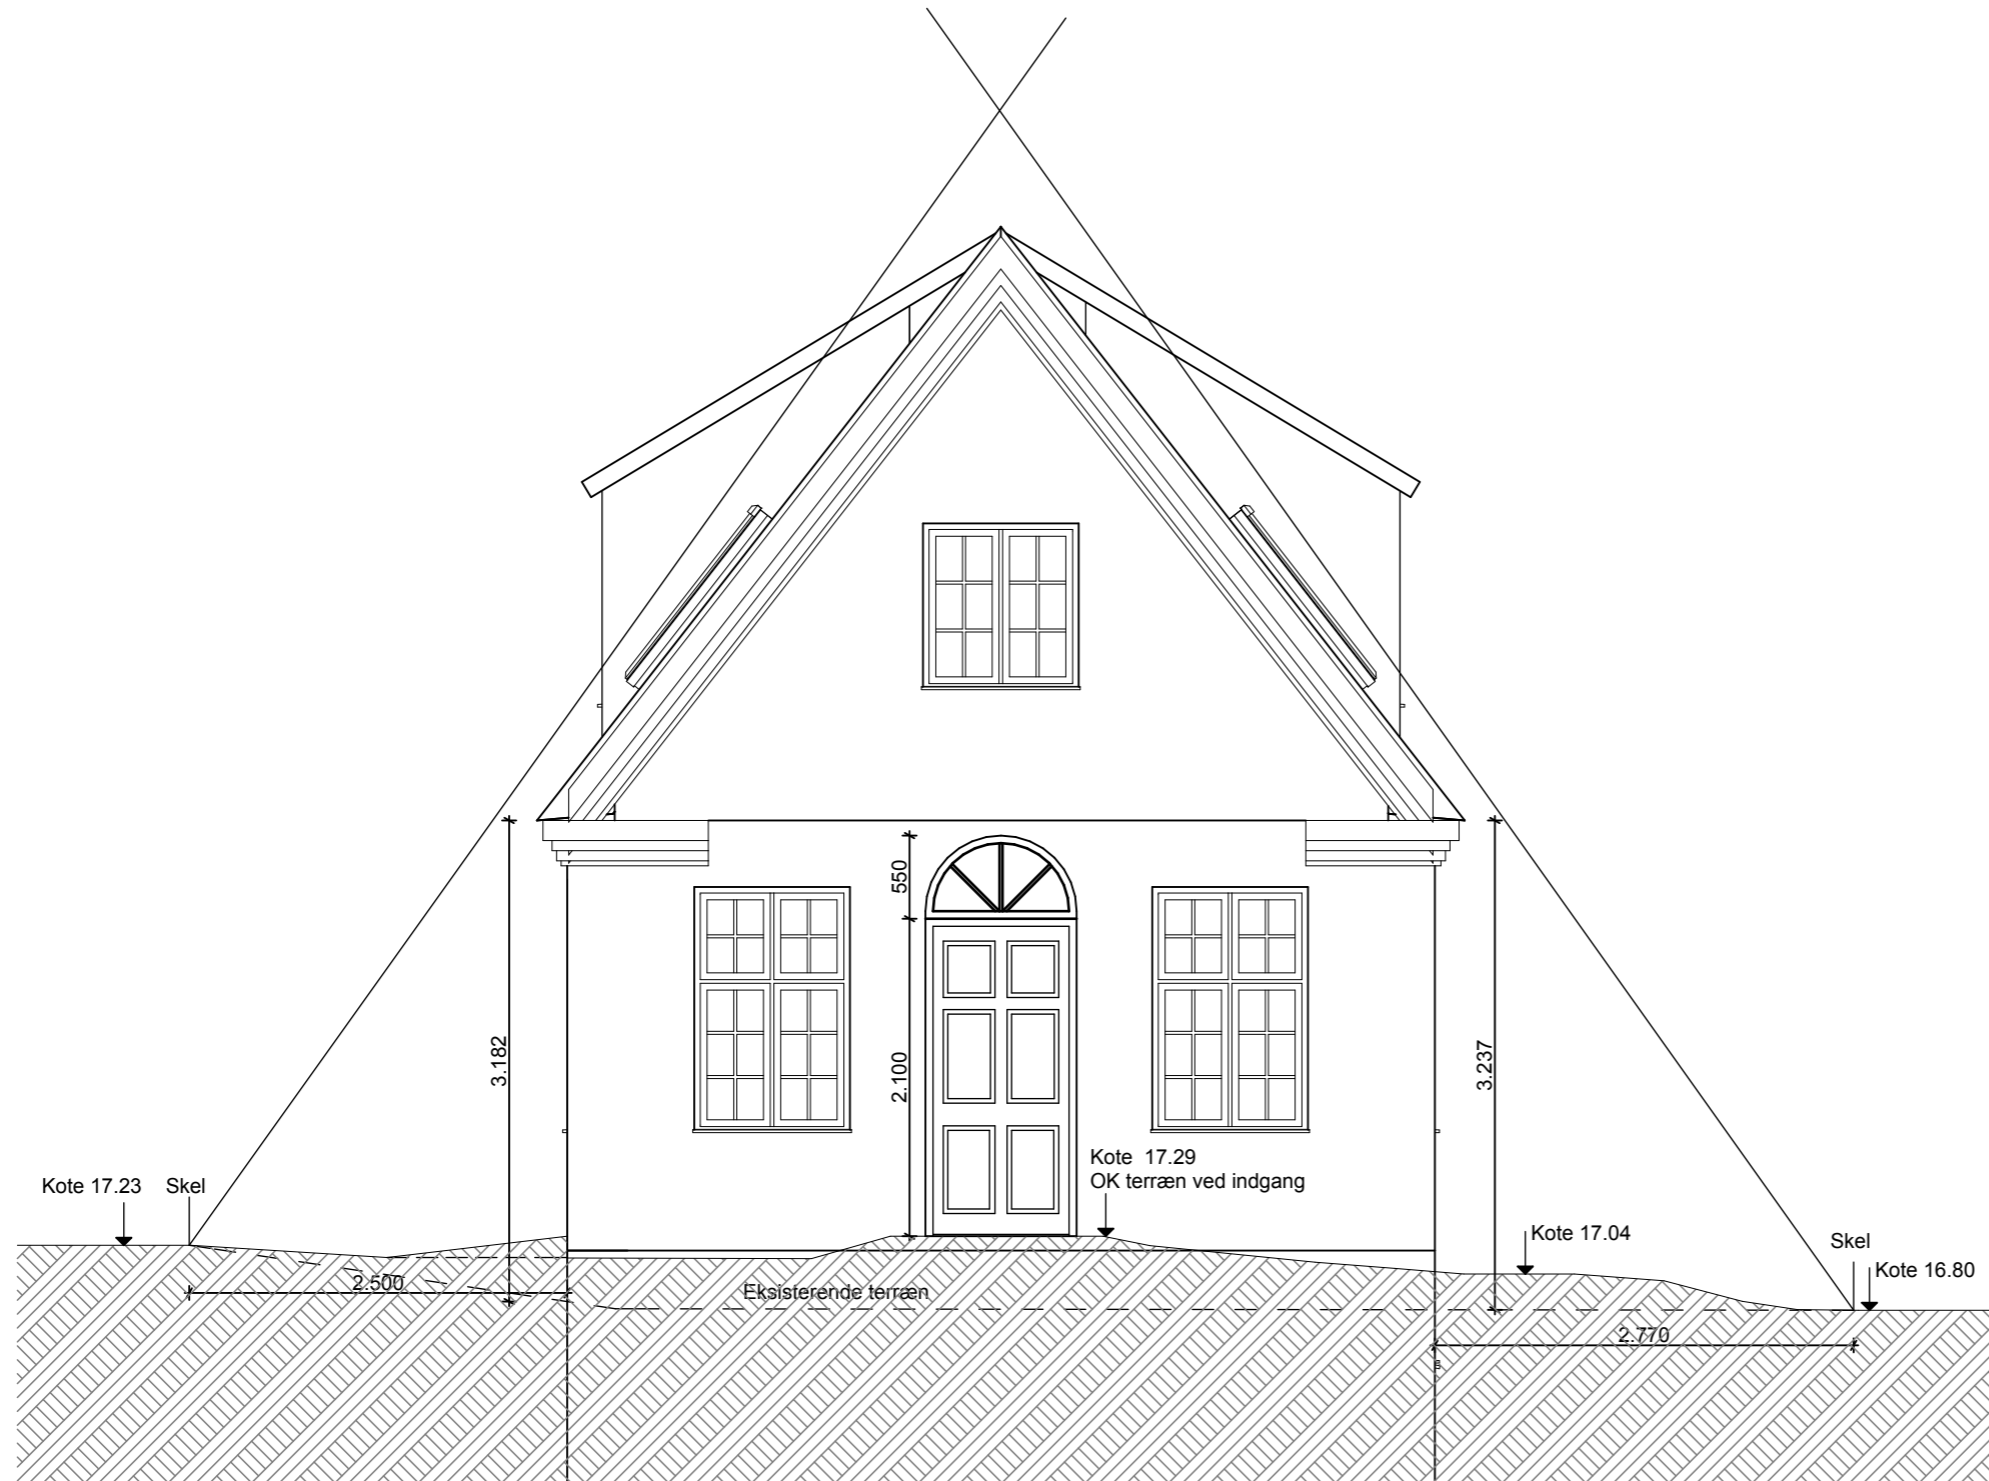 550
3.182
2.100
3.237
Kote 17.29
OK terræn ved indgang
Kote 17.23
Skel
Kote 17.04
Skel
Kote 16.80
2.500
Eksisterende terræn
2.770